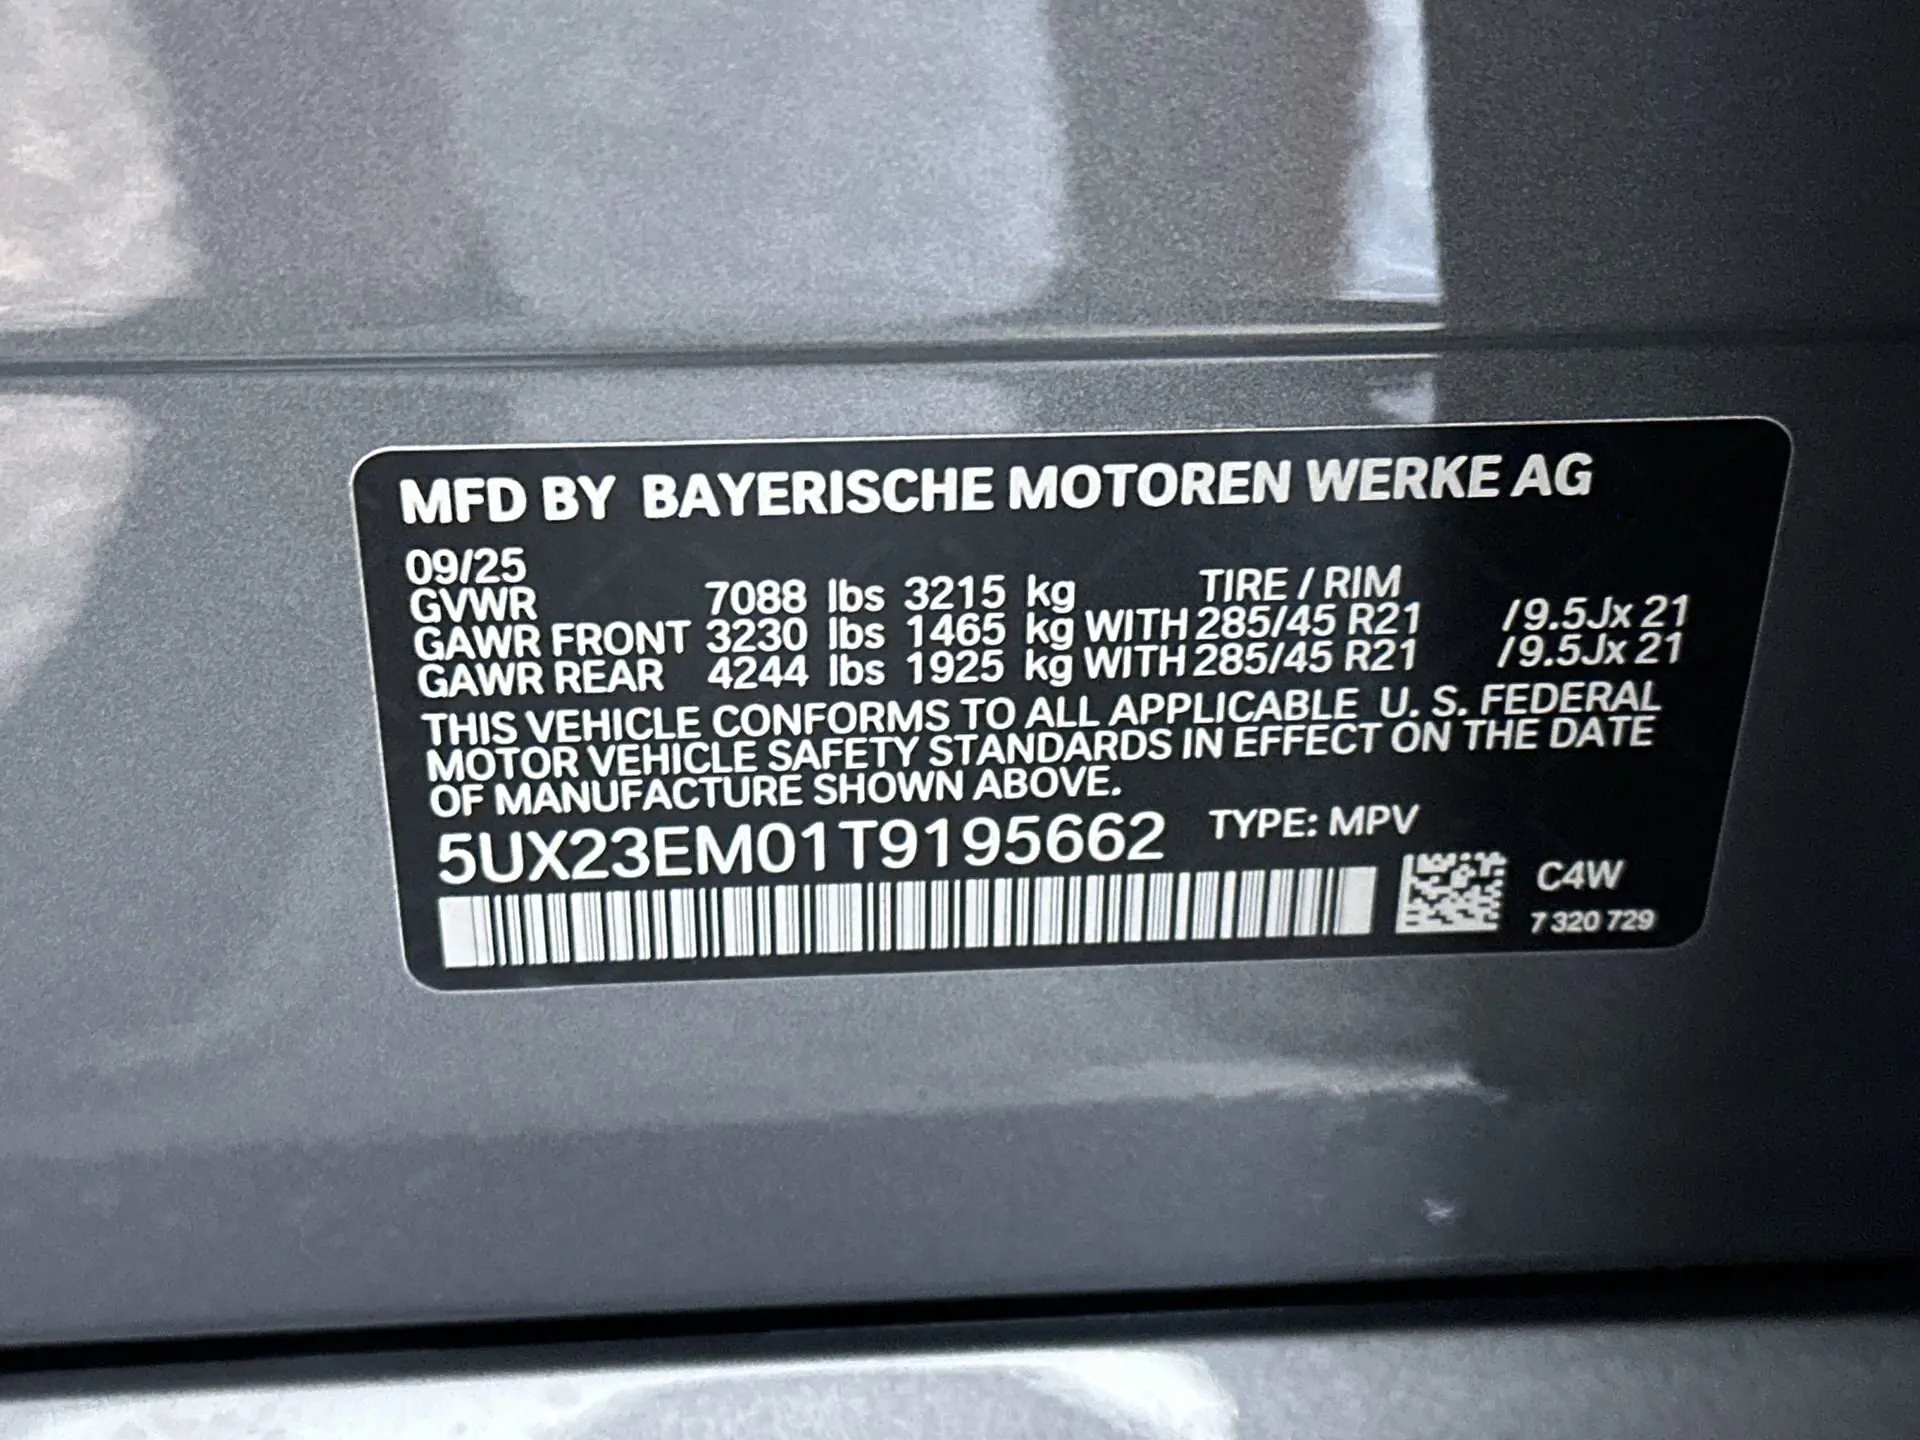 MFD BY BAYERISCHE MOTOREN WERKE AG
09/25
GVWR 7088 lbs 3215 kg TIRE / RIM
GAWR FRONT 3230 lbs 1465 kg WITH 285/45 R21 /9.5Jx 21
GAWR REAR 4244 lbs 1925 kg WITH 285/45 R21 /9.5Jx 21
THIS VEHICLE CONFORMS TO ALL APPLICABLE U. S. FEDERAL
MOTOR VEHICLE SAFETY STANDARDS IN EFFECT ON THE DATE
OF MANUFACTURE SHOWN ABOVE.
5UX23EM01T9195662 TYPE: MPV
C4W
7 320 729